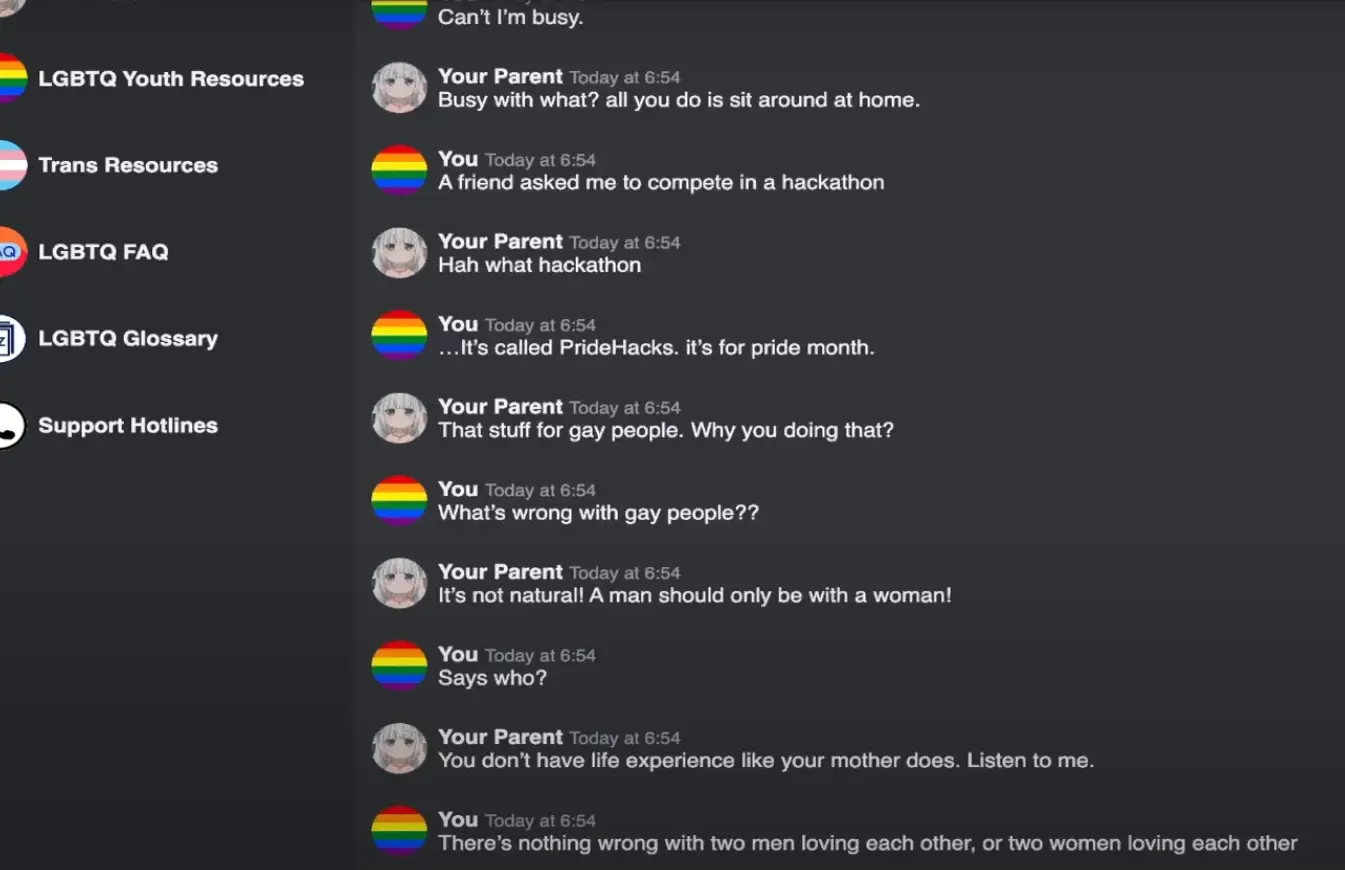 Can't I'm busy.
LGBTQ Youth Resources
Trans Resources
LGBTQ FAQ
LGBTQ Glossary
Support Hotlines
Your Parent Today at 6:54
Busy with what? all you do is sit around at home.
You Today at 6:54
A friend asked me to compete in a hackathon
Your Parent Today at 6:54
Hah what hackathon
You Today at 6:54
…It's called PrideHacks. it's for pride month.
Your Parent Today at 6:54
That stuff for gay people. Why you doing that?
You Today at 6:54
What's wrong with gay people??
Your Parent Today at 6:54
It's not natural! A man should only be with a woman!
You Today at 6:54
Says who?
Your Parent Today at 6:54
You don't have life experience like your mother does. Listen to me.
You Today at 6:54
There's nothing wrong with two men loving each other, or two women loving each other